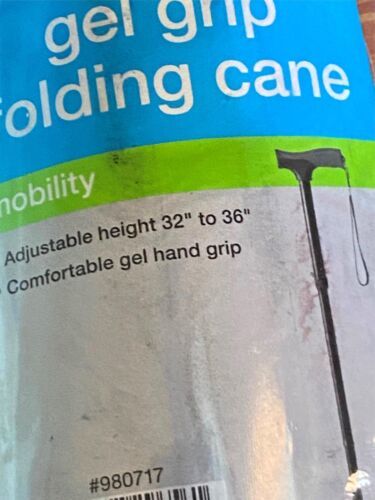 gel grip
folding cane
mobility
Adjustable height 32" to 36"
Comfortable gel hand grip
#980717